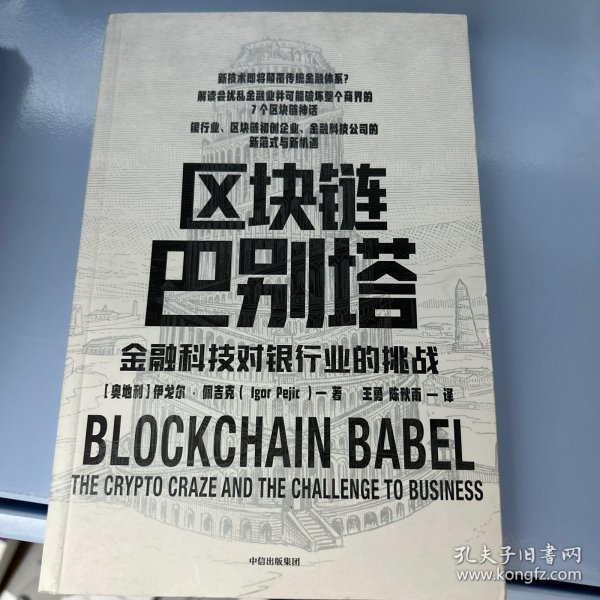 新技术即将颠覆传统金融体系?
解读会扰乱金融业并可能破坏整个商界的
7个区块链神话
银行业、区块链初创企业、金融科技公司的
新范式与新机遇
区块链
巴别塔
金融科技对银行业的挑战
[奥地利]伊戈尔·佩吉克(Igor Pejic)一著 王勇 陈秋雨一译
BLOCKCHAIN BABEL
THE CRYPTO CRAZE AND THE CHALLENGE TO BUSINESS
中信出版集团
孔夫子旧书网
www.kongfz.com